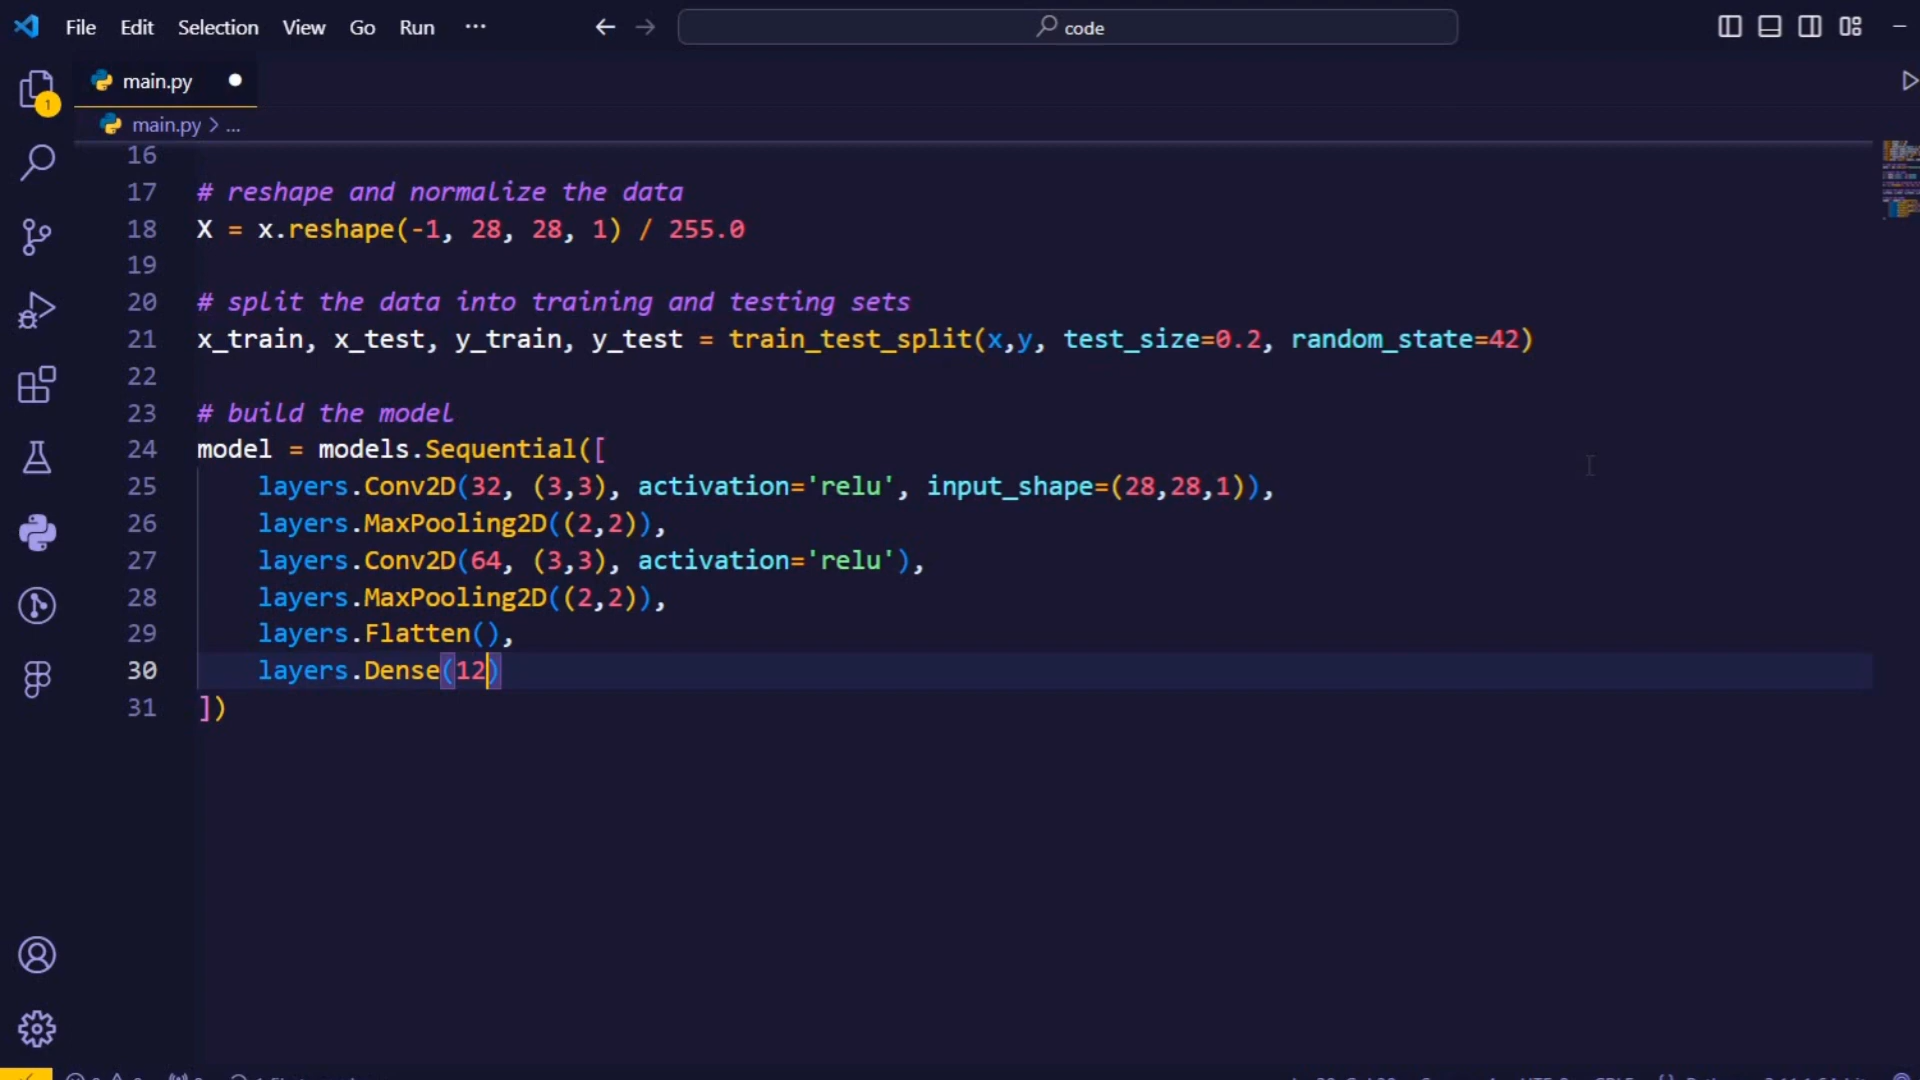 File Edit Selection View Go Run ···
code
main.py
1
main.py > ...
16
17 # reshape and normalize the data
18 X = x.reshape(-1, 28, 28, 1) / 255.0
19
20 # split the data into training and testing sets
21 x_train, x_test, y_train, y_test = train_test_split(x,y, test_size=0.2, random_state=42)
22
23 # build the model
24 model = models.Sequential([
25 layers.Conv2D(32, (3,3), activation='relu', input_shape=(28,28,1)),
26 layers.MaxPooling2D((2,2)),
27 layers.Conv2D(64, (3,3), activation='relu'),
28 layers.MaxPooling2D((2,2)),
29 layers.Flatten(),
30 layers.Dense(12)
31 ])